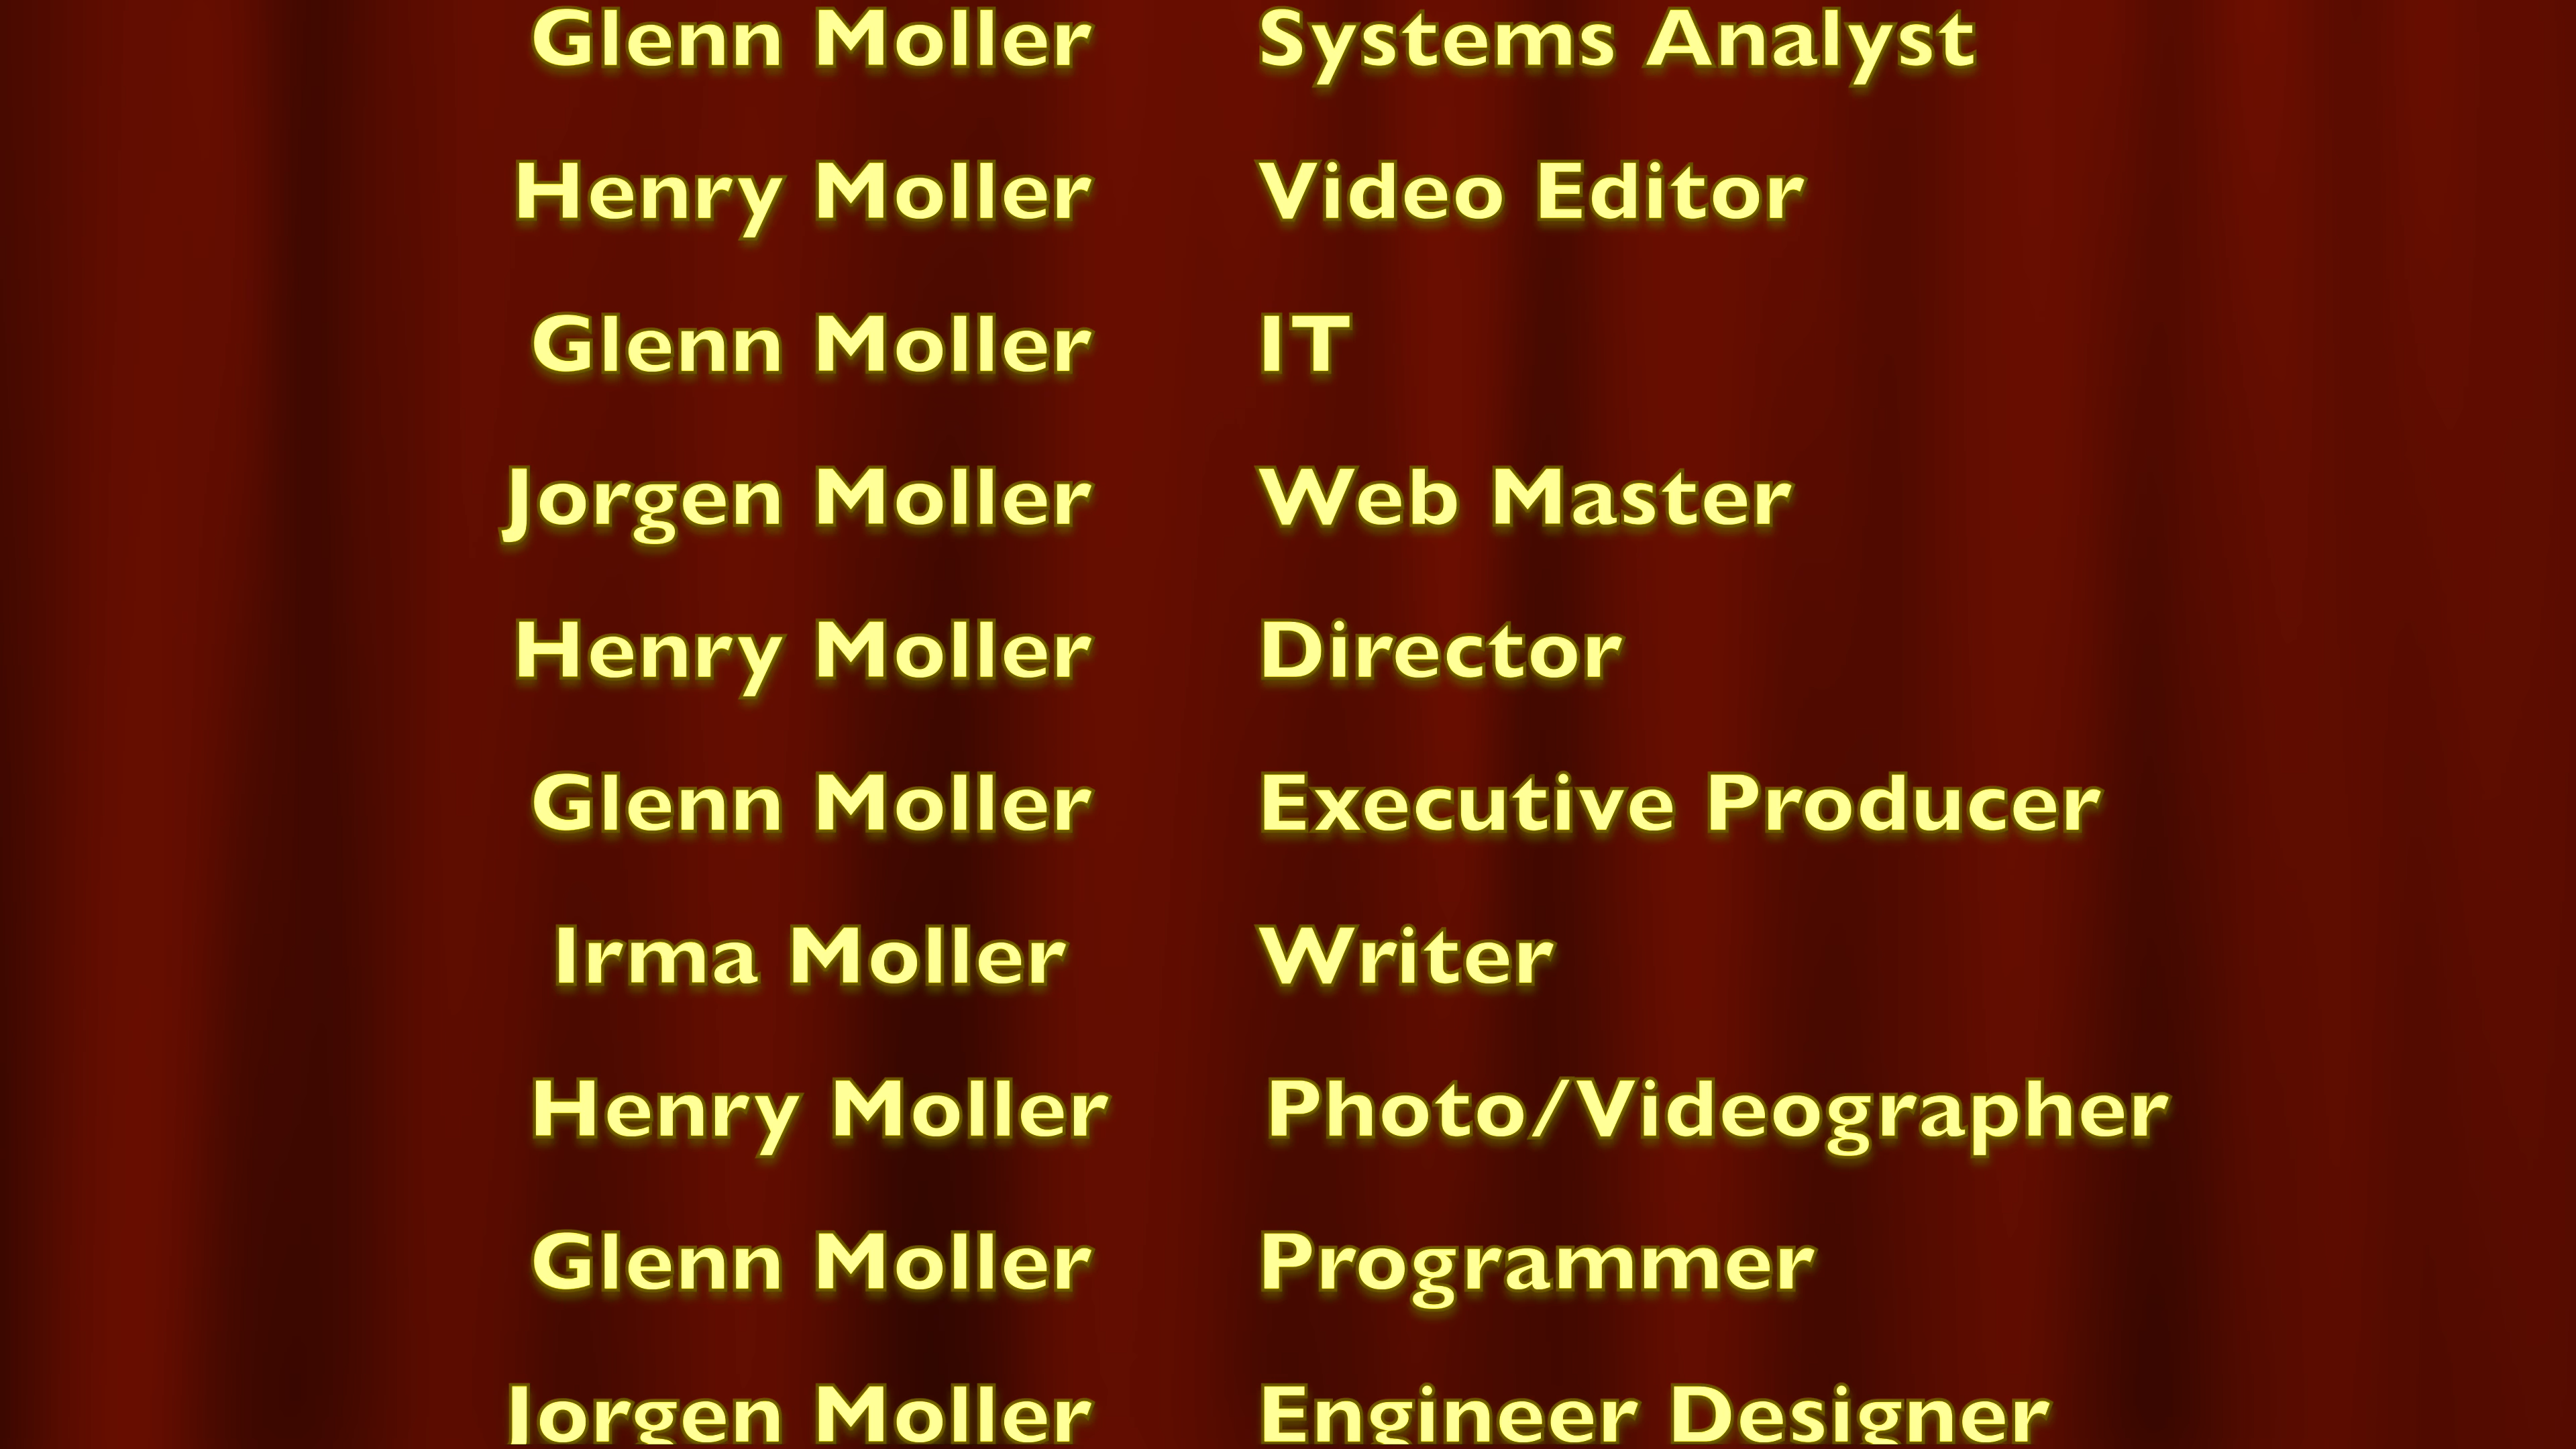 Glenn Moller Systems Analyst
Henry Moller Video Editor
Glenn Moller IT
Jorgen Moller Web Master
Henry Moller Director
Glenn Moller Executive Producer
Irma Moller Writer
Henry Moller Photo/Videographer
Glenn Moller Programmer
Jorgen Moller Engineer Designer